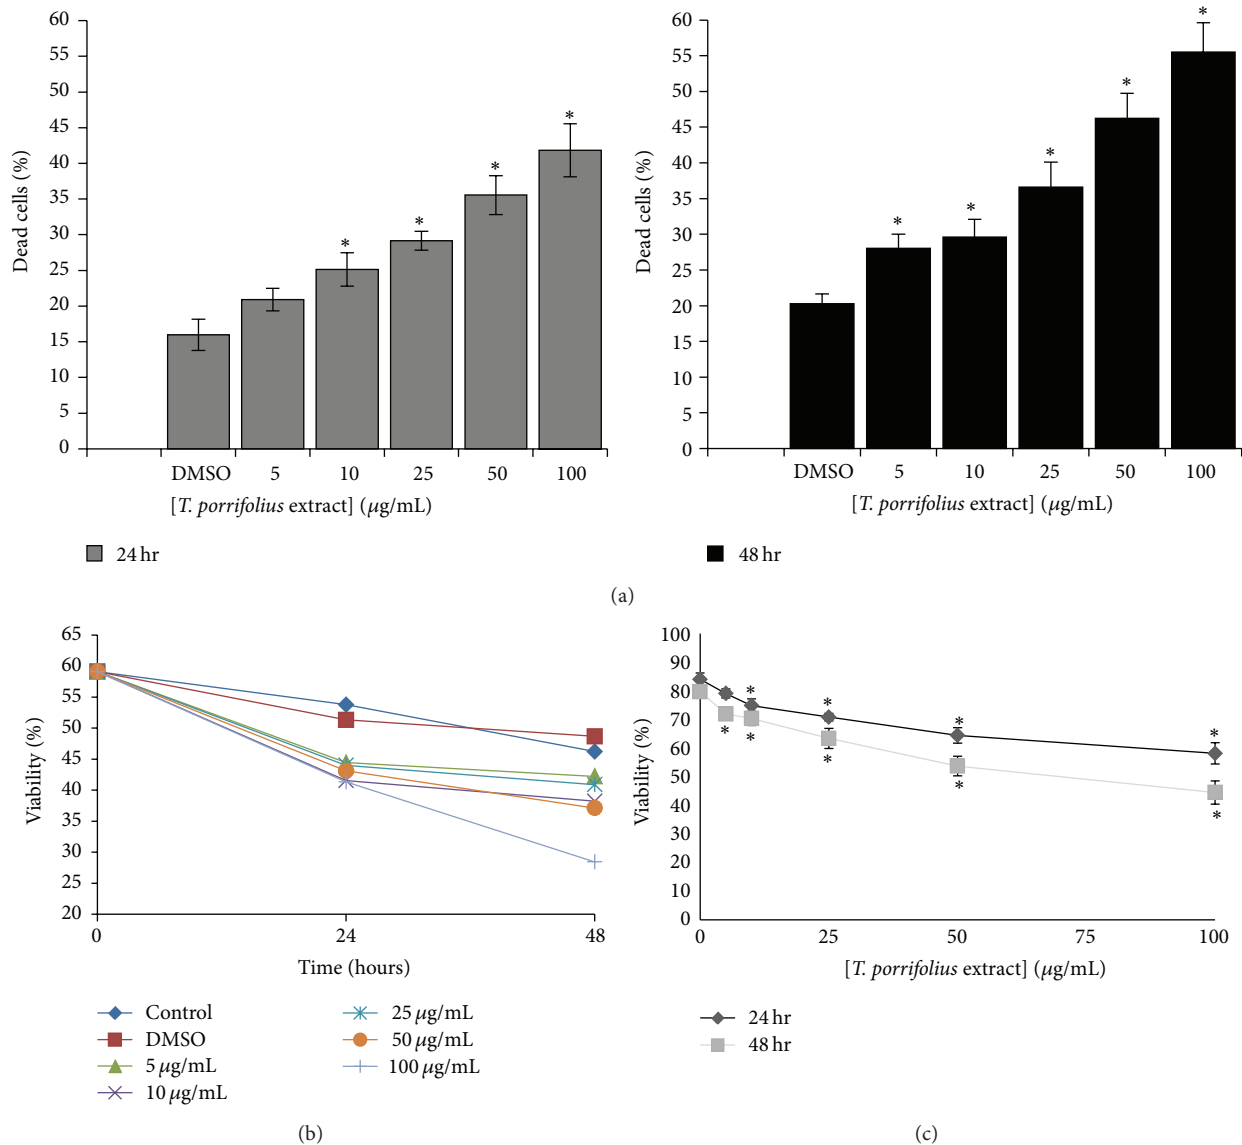 60
55
50
45
40
35
30
25
20
15
10
5
0
Dead cells (%)
* * * *
DMSO 5 10 25 50 100
[T. porrifolius extract] (μg/mL)
24 hr
60
55
50
45
40
35
30
25
20
15
10
5
0
Dead cells (%)
* * * * *
DMSO 5 10 25 50 100
[T. porrifolius extract] (μg/mL)
48 hr
(a)
65
60
55
50
45
40
35
30
25
20
Viability (%)
0 24 48
Time (hours)
Control
DMSO
5 μg/mL
10 μg/mL
25 μg/mL
50 μg/mL
100 μg/mL
(b)
100
90
80
70
60
50
40
30
20
10
0
Viability (%)
* * * *
* * * * *
0 25 50 75 100
[T. porrifolius extract] (μg/mL)
24 hr
48 hr
(c)